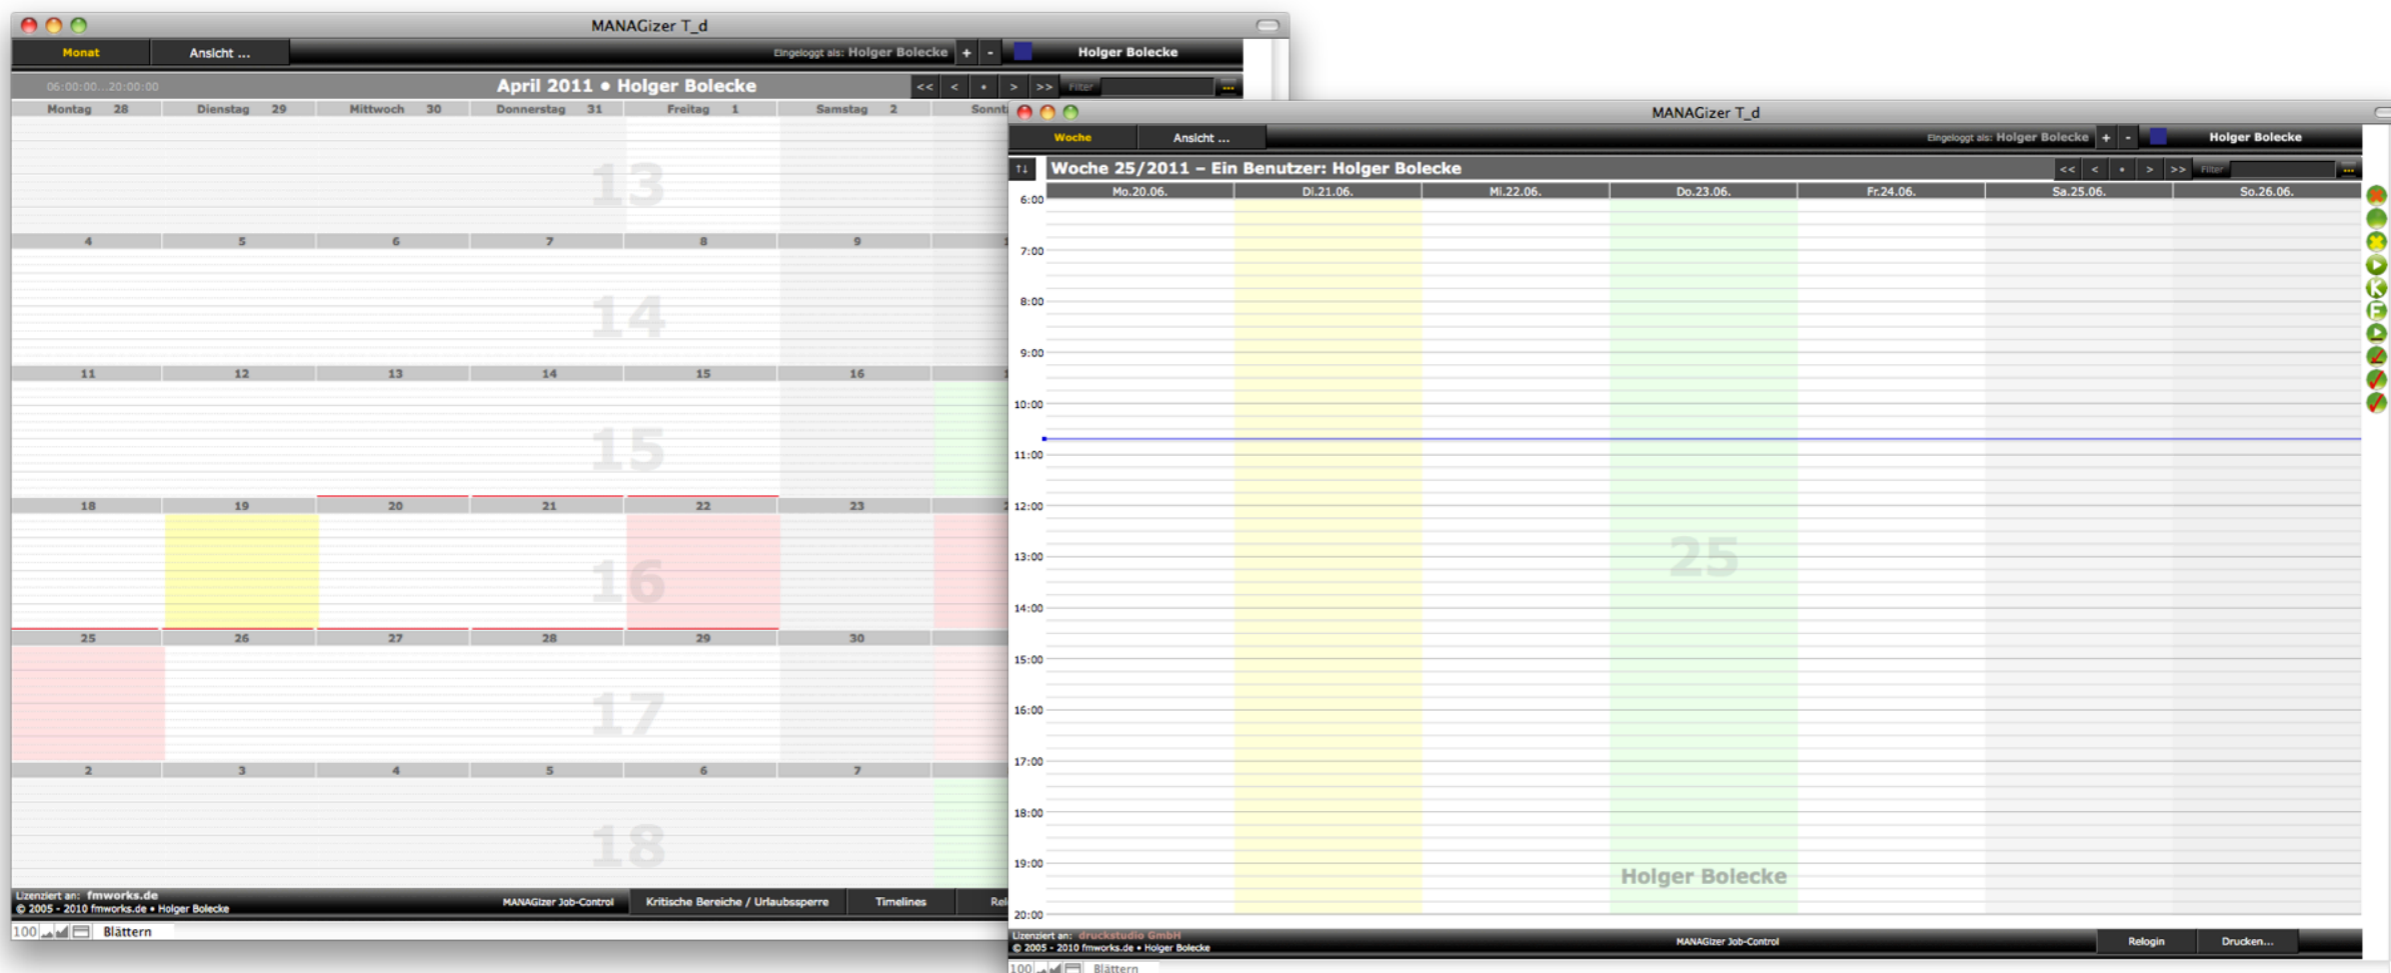 MANAGizer T_d
Monat Ansicht ... Eingeloggt als: Holger Bolecke + - Holger Bolecke
06:00:00...20:00:00 April 2011 • Holger Bolecke << < • > >> Filter ...
Montag 28 Dienstag 29 Mittwoch 30 Donnerstag 31 Freitag 1 Samstag 2 Sonnt
13
4 5 6 7 8 9 1
14
11 12 13 14 15 16 1
15
18 19 20 21 22 23 2
16
25 26 27 28 29 30
17
2 3 4 5 6 7
18
Lizenziert an: fmworks.de
© 2005 - 2010 fmworks.de • Holger Bolecke
MANAGizer Job-Control Kritische Bereiche / Urlaubssperre Timelines Rel
100 Blättern
MANAGizer T_d
Woche Ansicht ... Eingeloggt als: Holger Bolecke + - Holger Bolecke
↑↓ Woche 25/2011 – Ein Benutzer: Holger Bolecke << < • > >> Filter ...
Mo.20.06. Di.21.06. Mi.22.06. Do.23.06. Fr.24.06. Sa.25.06. So.26.06.
6:00
7:00
8:00
K
F
9:00
10:00
11:00
12:00
13:00
25
14:00
15:00
16:00
17:00
18:00
19:00
Holger Bolecke
20:00
Lizenziert an: druckstudio GmbH
© 2005 - 2010 fmworks.de • Holger Bolecke
MANAGizer Job-Control Relogin Drucken...
100 Blättern